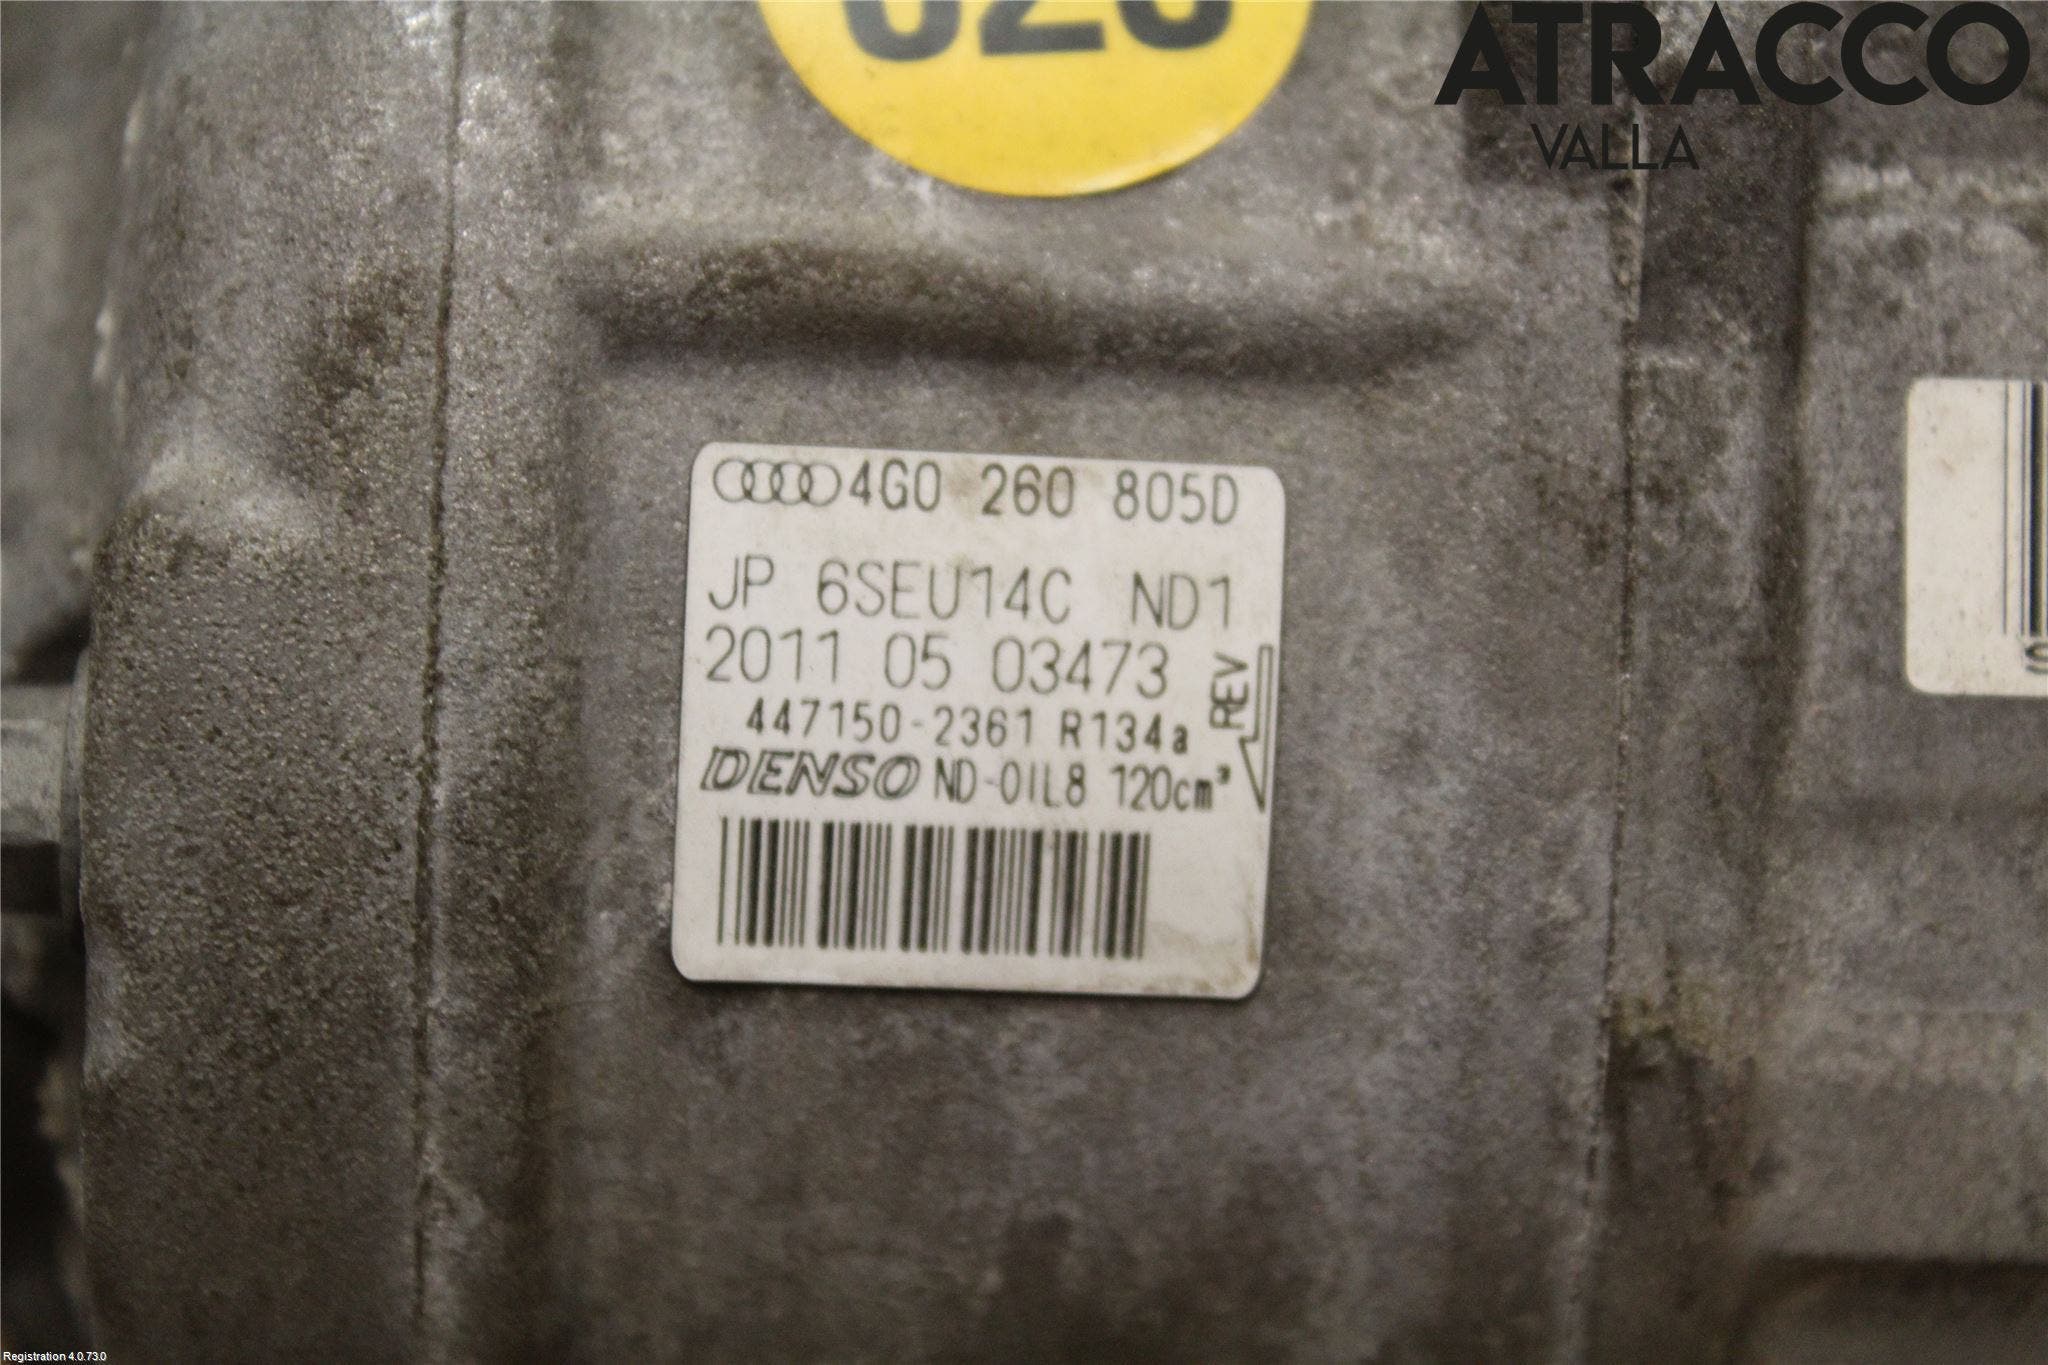 ATRACCO
VALLA
4G0 260 805D
JP 6SEU14C ND1
2011 05 03473
REV
447150-2361 R134a
DENSO ND-OIL8 120cm³
S
Registration 4.0.73.0